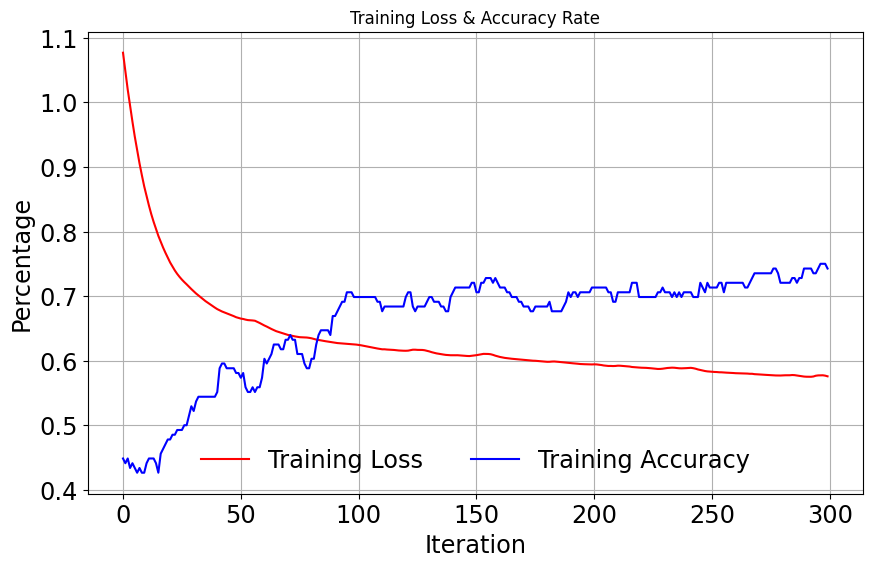 Training Loss & Accuracy Rate
1.1
1.0
0.9
0.8
0.7
0.6
0.5
0.4
Percentage
Training Loss
Training Accuracy
0 50 100 150 200 250 300
Iteration